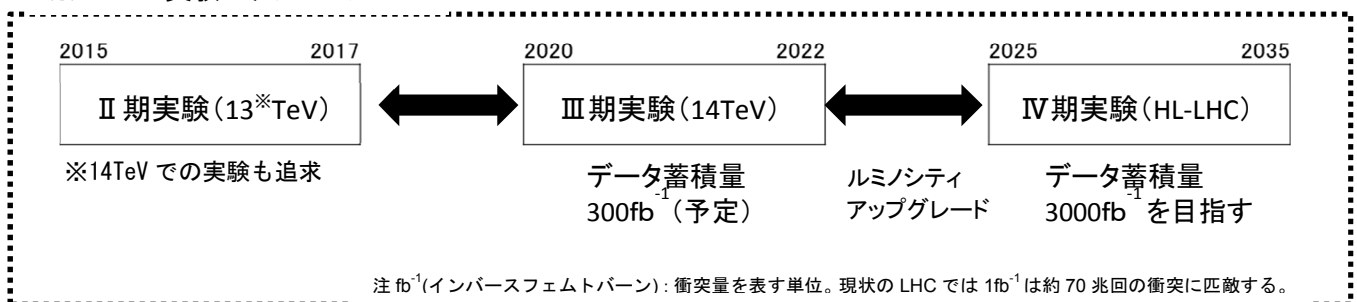 2015 2017 2020 2022 2025 2035
Ⅱ期実験(13※TeV) Ⅲ期実験(14TeV) Ⅳ期実験(HL-LHC)
※14TeV での実験も追求
データ蓄積量
300fb-1(予定)
ルミノシティ
アップグレード
データ蓄積量
3000fb-1を目指す
注 fb-1(インバースフェムトバーン) : 衝突量を表す単位。現状の LHC では 1fb-1 は約 70 兆回の衝突に匹敵する。